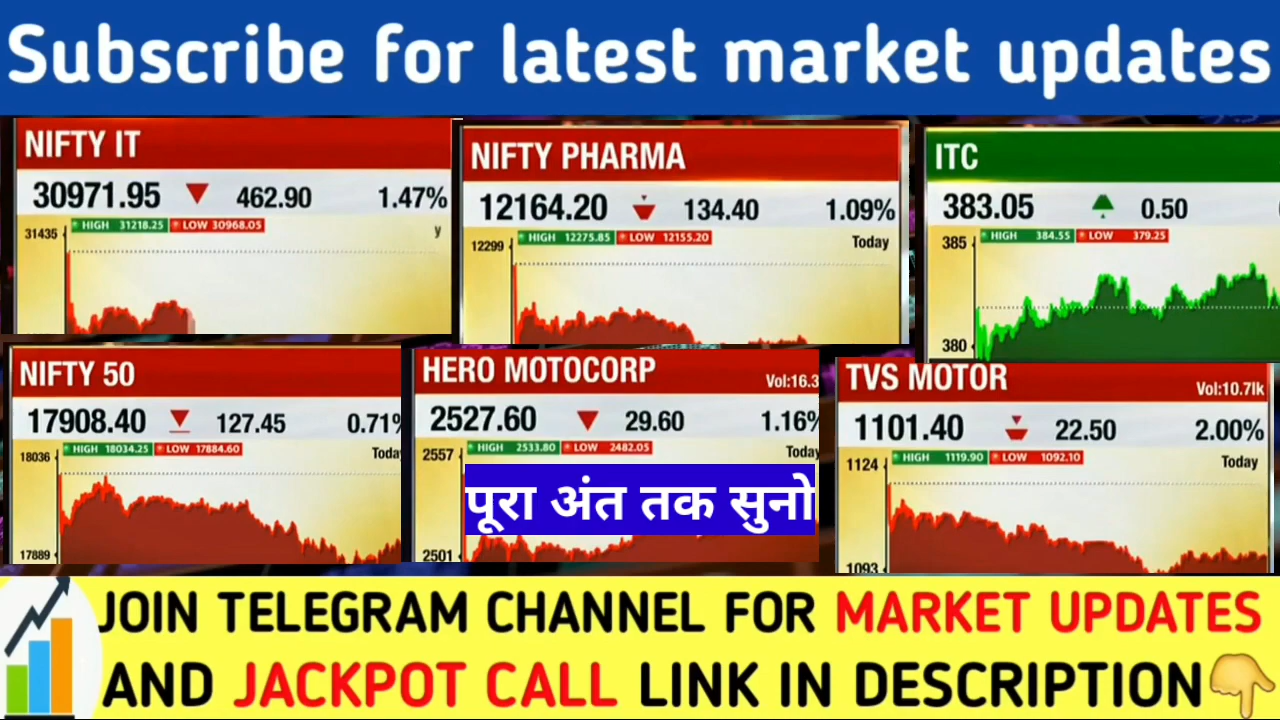 Subscribe for latest market updates
NIFTY IT
30971.95 462.90 1.47%
HIGH 31218.25 LOW 30968.05
31435
y
NIFTY PHARMA
12164.20 134.40 1.09%
HIGH 12275.85 LOW 12155.20
12299
Today
ITC
383.05 0.50
HIGH 384.55 LOW 379.25
385
380
NIFTY 50
17908.40 127.45 0.71%
HIGH 18034.25 LOW 17884.60
18036
Today
17889
HERO MOTOCORP
Vol:16.3
2527.60 29.60 1.16%
HIGH 2533.80 LOW 2482.05
2557
Today
पूरा अंत तक सुनो
2501
TVS MOTOR
Vol:10.7lk
1101.40 22.50 2.00%
HIGH 1119.90 LOW 1092.10
1124
Today
1093
JOIN TELEGRAM CHANNEL FOR MARKET UPDATES
AND JACKPOT CALL LINK IN DESCRIPTION